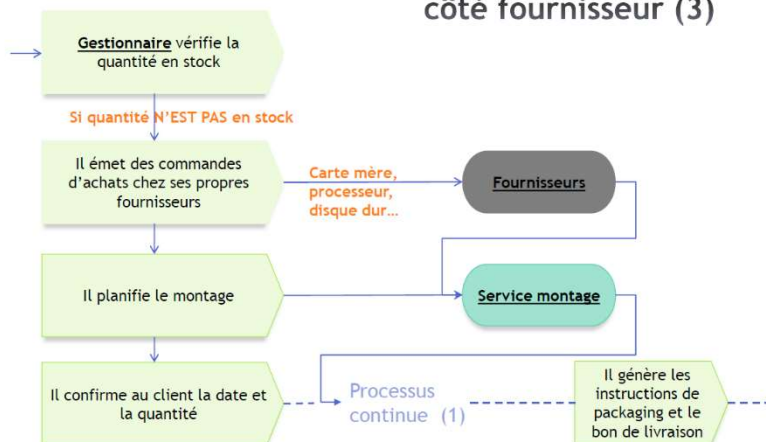 côté fournisseur (3)
Gestionnaire vérifie la
quantité en stock
Si quantité N'EST PAS en stock
Il émet des commandes
d'achats chez ses propres
fournisseurs
Carte mère,
processeur,
disque dur…
Fournisseurs
Il planifie le montage
Service montage
Il confirme au client la date et
la quantité
Processus
continue (1)
Il génère les
instructions de
packaging et le
bon de livraison